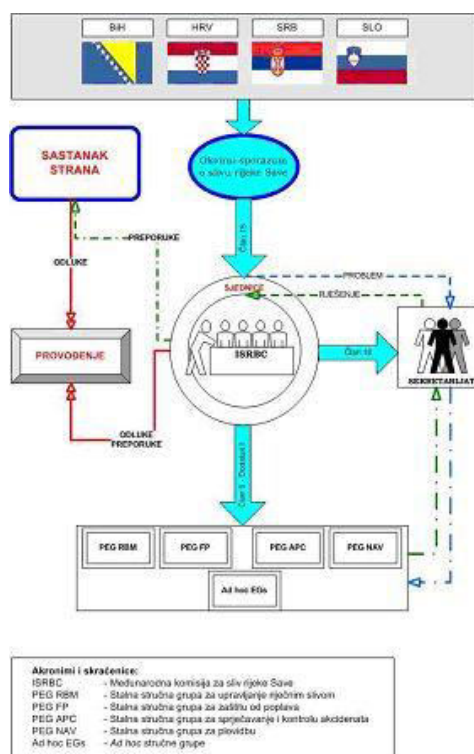 BiH HRV SRB SLO
Okvirni sporazum
o slivu rijeke Save
SASTANAK
STRANA
PREPORUKE
ODLUKE
PROBLEM
RJEŠENJE
SJEDNICE
ISRBC
SEKRETARIJAT
PROVOĐENJE
ODLUKE
PREPORUKE
PEG RBM PEG FP PEG APC PEG NAV
Ad hoc EGs
Akronimi i skraćenice:
ISRBC - Međunarodna komisija za sliv rijeke Save
PEG RBM - Stalna stručna grupa za upravljanje riječnim slivom
PEG FP - Stalna stručna grupa za zaštitu od poplava
PEG APC - Stalna stručna grupa za sprječavanje i kontrolu akcidenata
PEG NAV - Stalna stručna grupa za plovidbu
Ad hoc EGs - Ad hoc stručne grupe